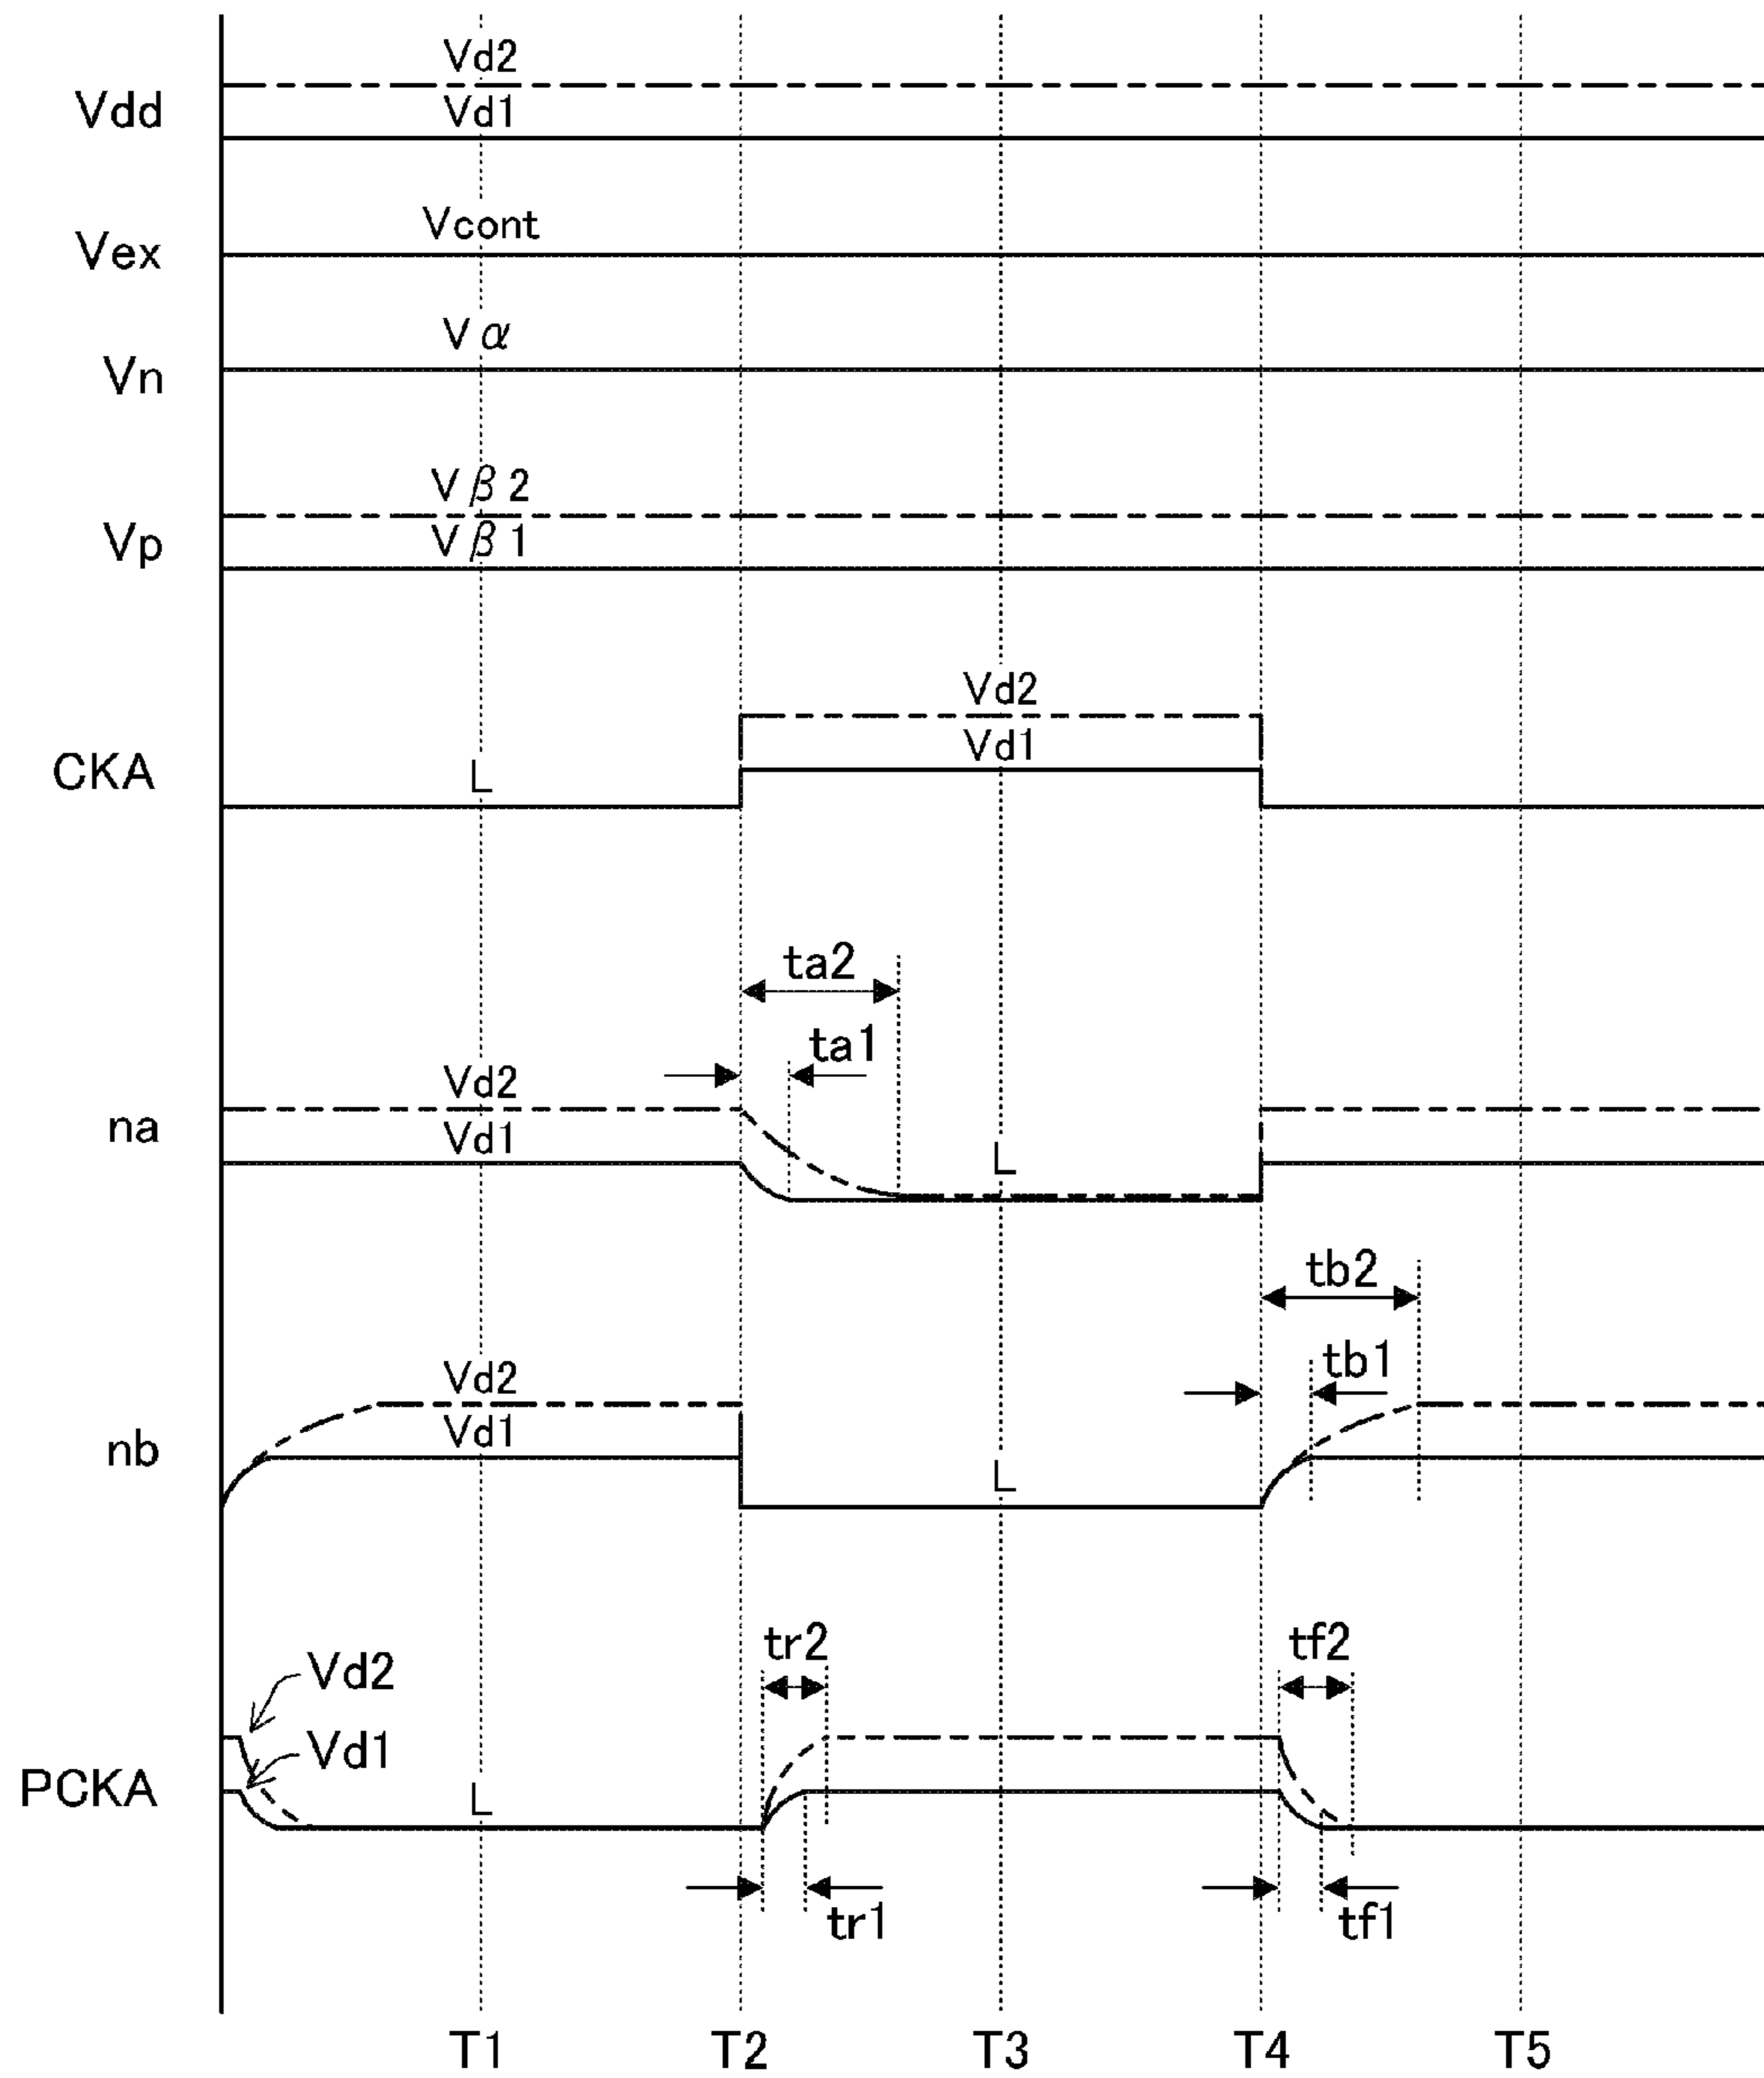 Vd2
Vdd
Vd1
Vcont
Vex
Vα
Vn
Vβ2
Vp
Vβ1
Vd2
Vd1
CKA
L
ta2
ta1
Vd2
na
Vd1
L
tb2
tb1
Vd2
nb
Vd1
L
tr2
tf2
Vd2
Vd1
PCKA
L
tr1
tf1
T1 T2 T3 T4 T5